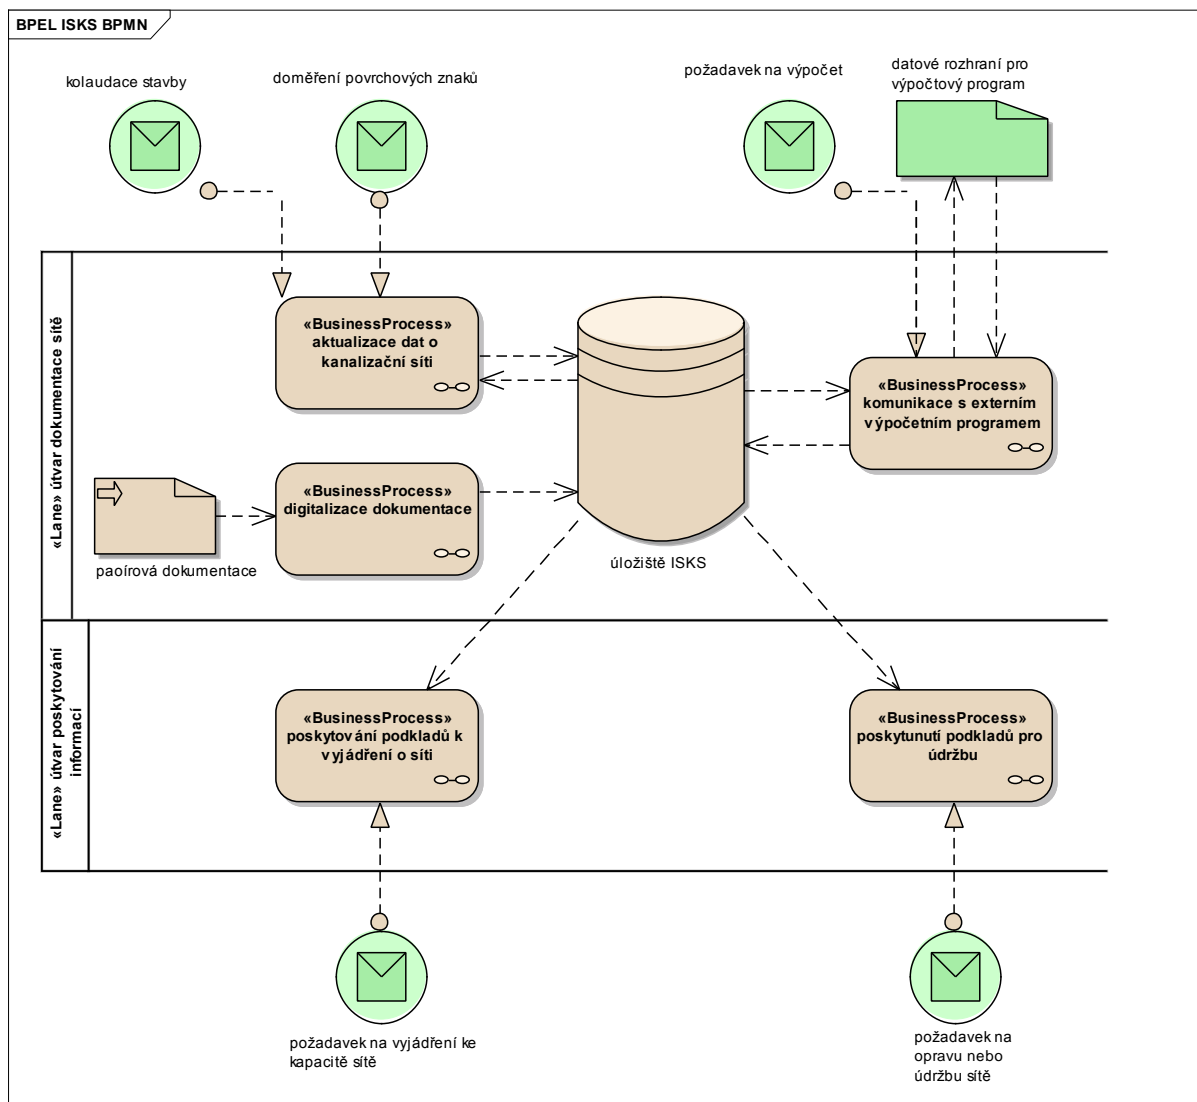 BPEL ISKS BPMN
kolaudace stavby
doměření povrchových znaků
požadavek na výpočet
datové rozhraní pro
výpočtový program
«Lane» útvar dokumentace sítě
«BusinessProcess»
aktualizace dat o
kanalizační síti
«BusinessProcess»
komunikace s externím
výpočetním programem
«BusinessProcess»
digitalizace dokumentace
paoírová dokumentace
úložiště ISKS
«Lane» útvar poskytování
informací
«BusinessProcess»
poskytování podkladů k
vyjádření o síti
«BusinessProcess»
poskytunutí podkladů pro
údržbu
požadavek na vyjádření ke
kapacitě sítě
požadavek na
opravu nebo
údržbu sítě